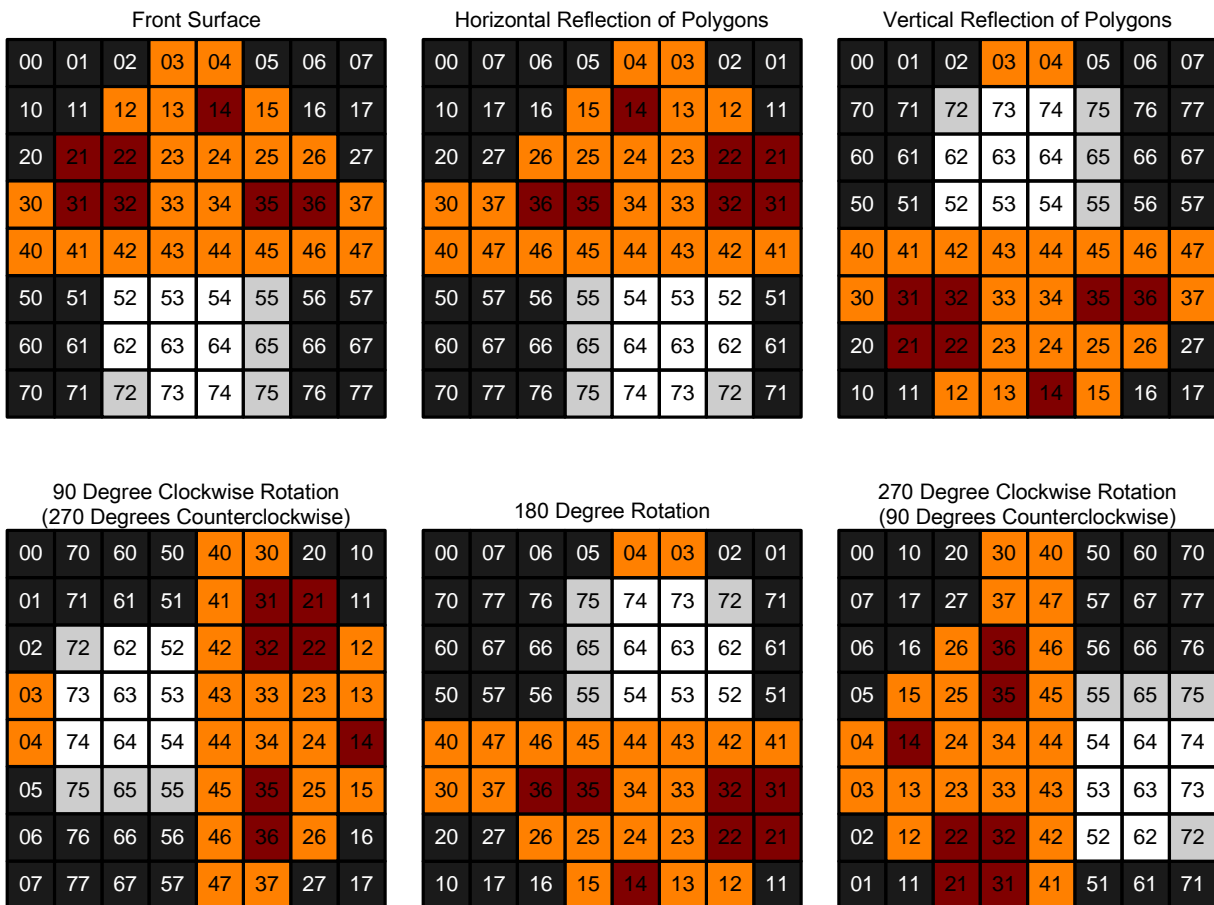 Front Surface
00 01 02 03 04 05 06 07
10 11 12 13 14 15 16 17
20 21 22 23 24 25 26 27
30 31 32 33 34 35 36 37
40 41 42 43 44 45 46 47
50 51 52 53 54 55 56 57
60 61 62 63 64 65 66 67
70 71 72 73 74 75 76 77
Horizontal Reflection of Polygons
00 07 06 05 04 03 02 01
10 17 16 15 14 13 12 11
20 27 26 25 24 23 22 21
30 37 36 35 34 33 32 31
40 47 46 45 44 43 42 41
50 57 56 55 54 53 52 51
60 67 66 65 64 63 62 61
70 77 76 75 74 73 72 71
Vertical Reflection of Polygons
00 01 02 03 04 05 06 07
70 71 72 73 74 75 76 77
60 61 62 63 64 65 66 67
50 51 52 53 54 55 56 57
40 41 42 43 44 45 46 47
30 31 32 33 34 35 36 37
20 21 22 23 24 25 26 27
10 11 12 13 14 15 16 17
90 Degree Clockwise Rotation
(270 Degrees Counterclockwise)
00 70 60 50 40 30 20 10
01 71 61 51 41 31 21 11
02 72 62 52 42 32 22 12
03 73 63 53 43 33 23 13
04 74 64 54 44 34 24 14
05 75 65 55 45 35 25 15
06 76 66 56 46 36 26 16
07 77 67 57 47 37 27 17
180 Degree Rotation
00 07 06 05 04 03 02 01
70 77 76 75 74 73 72 71
60 67 66 65 64 63 62 61
50 57 56 55 54 53 52 51
40 47 46 45 44 43 42 41
30 37 36 35 34 33 32 31
20 27 26 25 24 23 22 21
10 17 16 15 14 13 12 11
270 Degree Clockwise Rotation
(90 Degrees Counterclockwise)
00 10 20 30 40 50 60 70
07 17 27 37 47 57 67 77
06 16 26 36 46 56 66 76
05 15 25 35 45 55 65 75
04 14 24 34 44 54 64 74
03 13 23 33 43 53 63 73
02 12 22 32 42 52 62 72
01 11 21 31 41 51 61 71